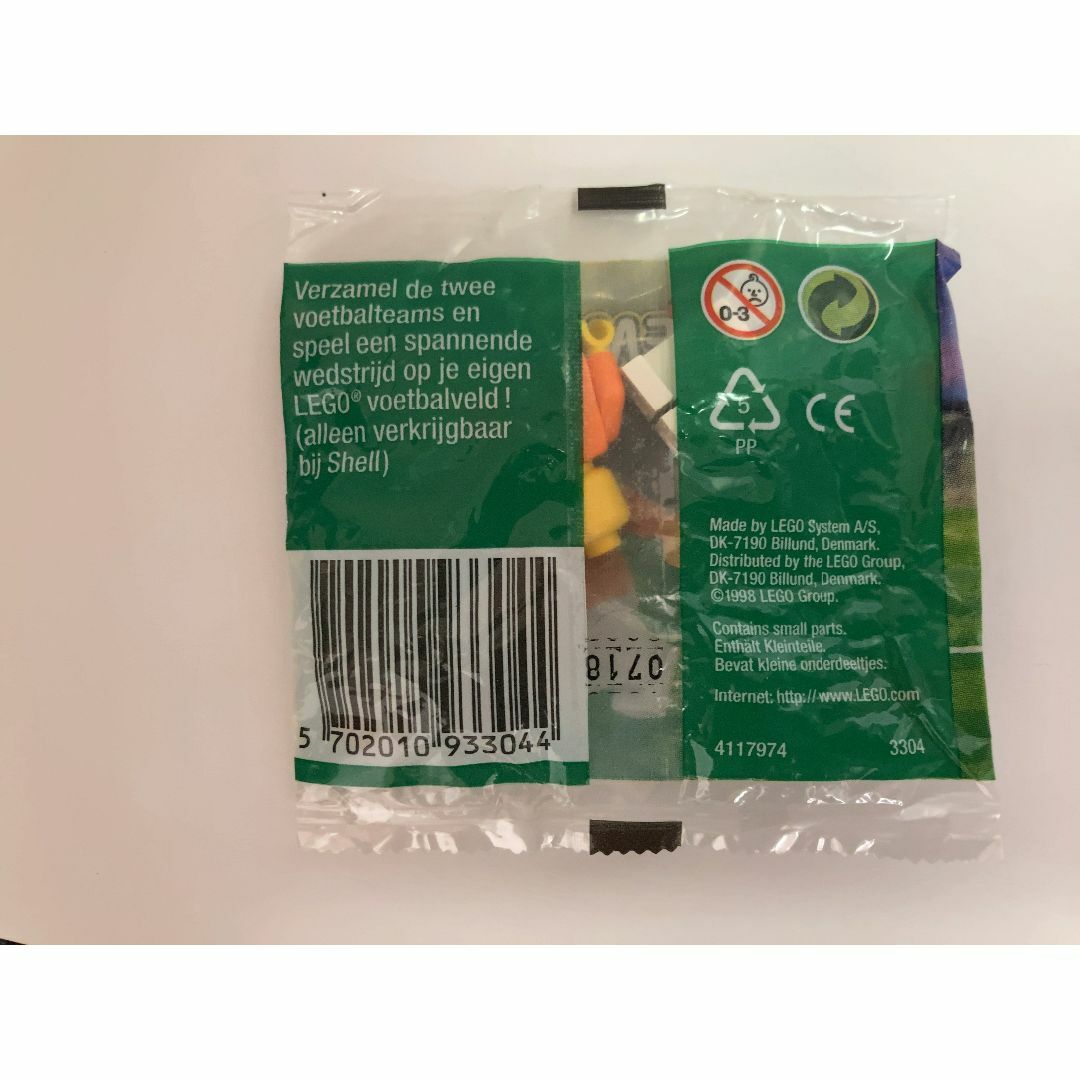 Verzamel de twee
voetbalteams en
speel een spannende
wedstrijd op je eigen
LEGO® voetbalveld !
(alleen verkrijgbaar
bij Shell)
5 702010 933044
0718
0-3
5
PP
CE
Made by LEGO System A/S,
DK-7190 Billund, Denmark.
Distributed by the LEGO Group,
DK-7190 Billund, Denmark.
©1998 LEGO Group.
Contains small parts.
Enthält Kleinteile.
Bevat kleine onderdeeltjes.
Internet: http://www.LEGO.com
4117974 3304